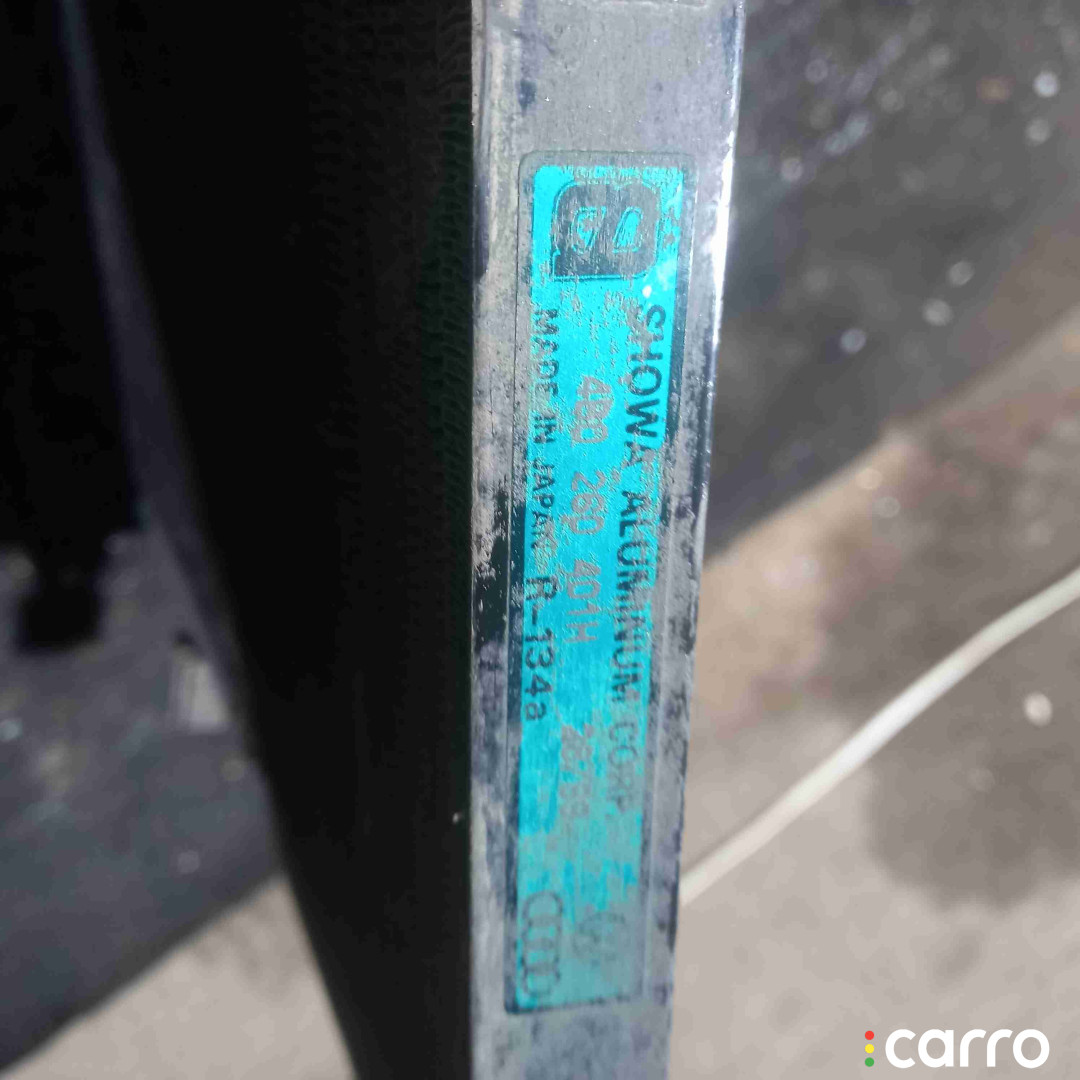 SHOWA ALUMINUM CORP.
4B0 260 401H
MADE IN JAPAN R-134a
carro